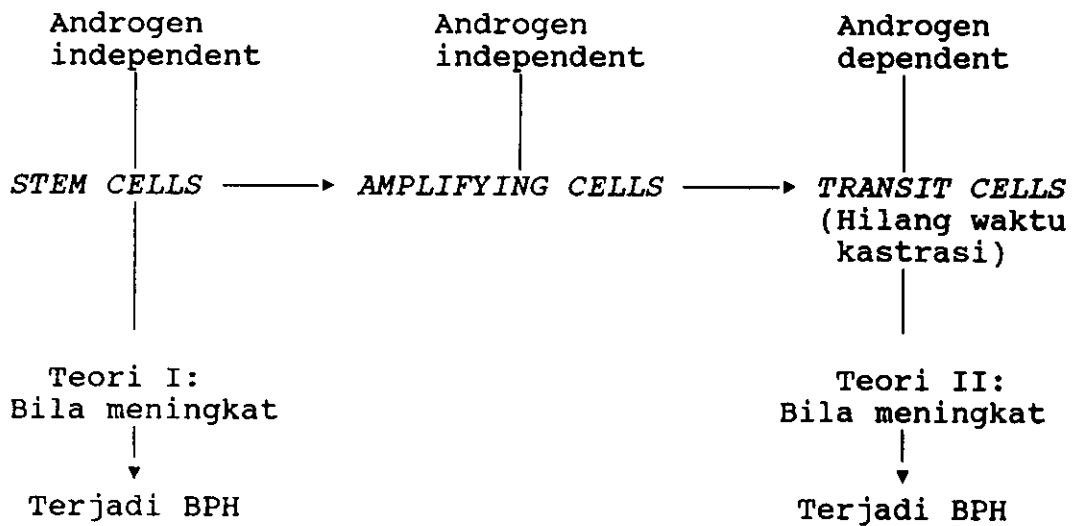 Androgen
independent
Androgen
independent
Androgen
dependent
STEM CELLS
AMPLIFYING CELLS
TRANSIT CELLS
(Hilang waktu
kastrasi)
Teori I:
Bila meningkat
Terjadi BPH
Teori II:
Bila meningkat
Terjadi BPH